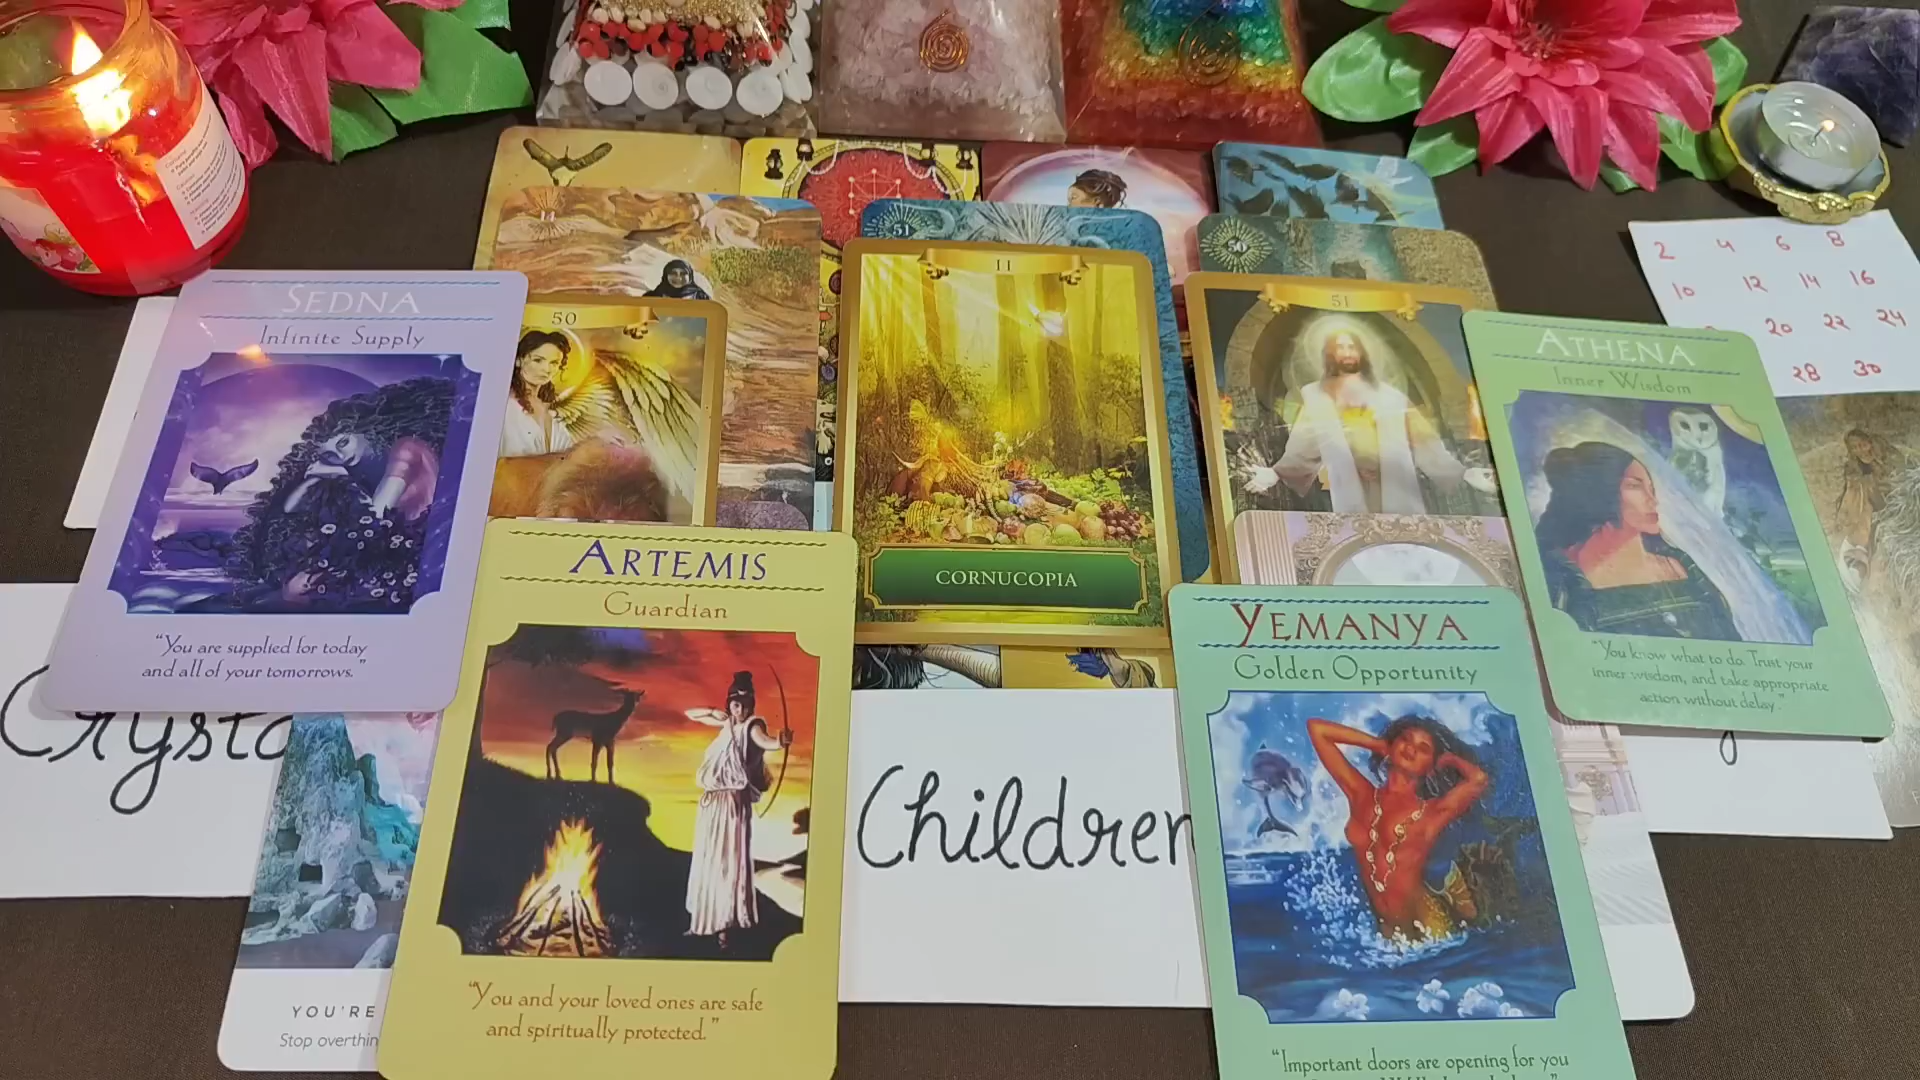 14
51
50
2 4 6 8
10 12 14 16
20 22 24
28 30
SEDNA
Infinite Supply
"You are supplied for today
and all of your tomorrows."
50
11
CORNUCOPIA
51
ATHENA
Inner Wisdom
"You know what to do. Trust your
inner wisdom, and take appropriate
action without delay."
ARTEMIS
Guardian
"You and your loved ones are safe
and spiritually protected."
YEMANYA
Golden Opportunity
"Important doors are opening for you
Children
YOU'RE
Stop overthin